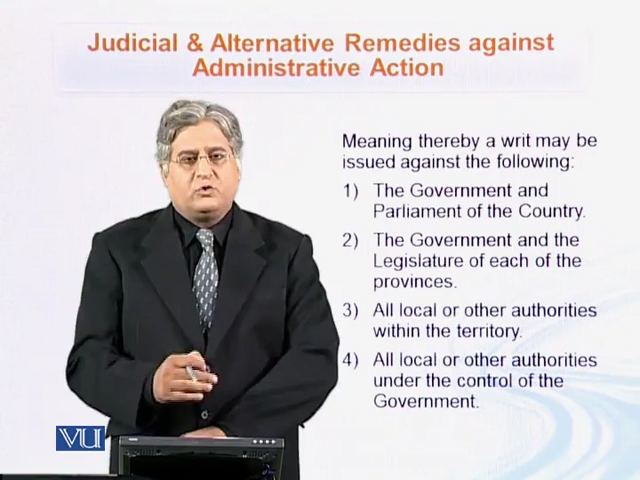 Judicial & Alternative Remedies against
Administrative Action
Meaning thereby a writ may be
issued against the following:
1) The Government and
Parliament of the Country.
2) The Government and the
Legislature of each of the
provinces.
3) All local or other authorities
within the territory.
4) All local or other authorities
under the control of the
Government.
VU